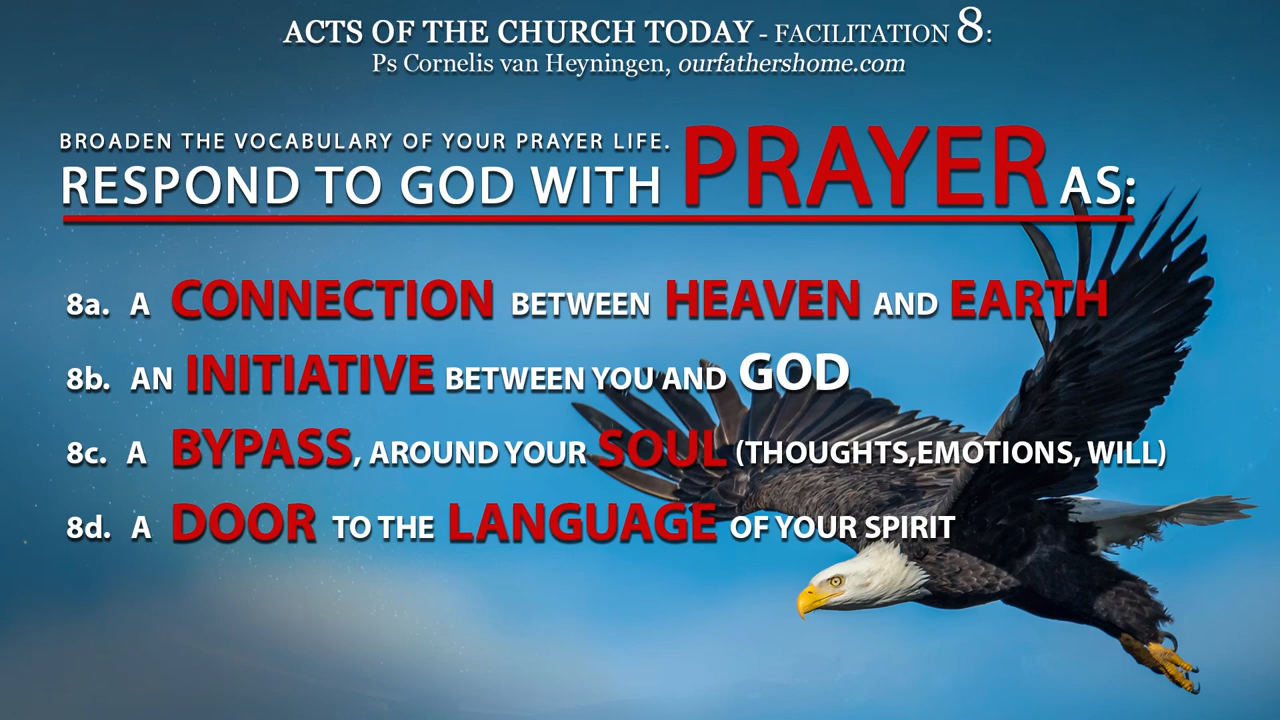 ACTS OF THE CHURCH TODAY - FACILITATION 8:
Ps Cornelis van Heyningen, ourfathershome.com
BROADEN THE VOCABULARY OF YOUR PRAYER LIFE.
RESPOND TO GOD WITH PRAYER AS:
8a. A CONNECTION BETWEEN HEAVEN AND EARTH
8b. AN INITIATIVE BETWEEN YOU AND GOD
8c. A BYPASS, AROUND YOUR SOUL (THOUGHTS,EMOTIONS, WILL)
8d. A DOOR TO THE LANGUAGE OF YOUR SPIRIT